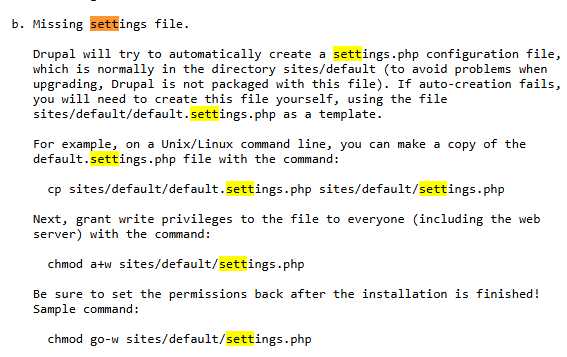 b. Missing settings file.
Drupal will try to automatically create a settings.php configuration file,
which is normally in the directory sites/default (to avoid problems when
upgrading, Drupal is not packaged with this file). If auto-creation fails,
you will need to create this file yourself, using the file
sites/default/default.settings.php as a template.
For example, on a Unix/Linux command line, you can make a copy of the
default.settings.php file with the command:
cp sites/default/default.settings.php sites/default/settings.php
Next, grant write privileges to the file to everyone (including the web
server) with the command:
chmod a+w sites/default/settings.php
Be sure to set the permissions back after the installation is finished!
Sample command:
chmod go-w sites/default/settings.php